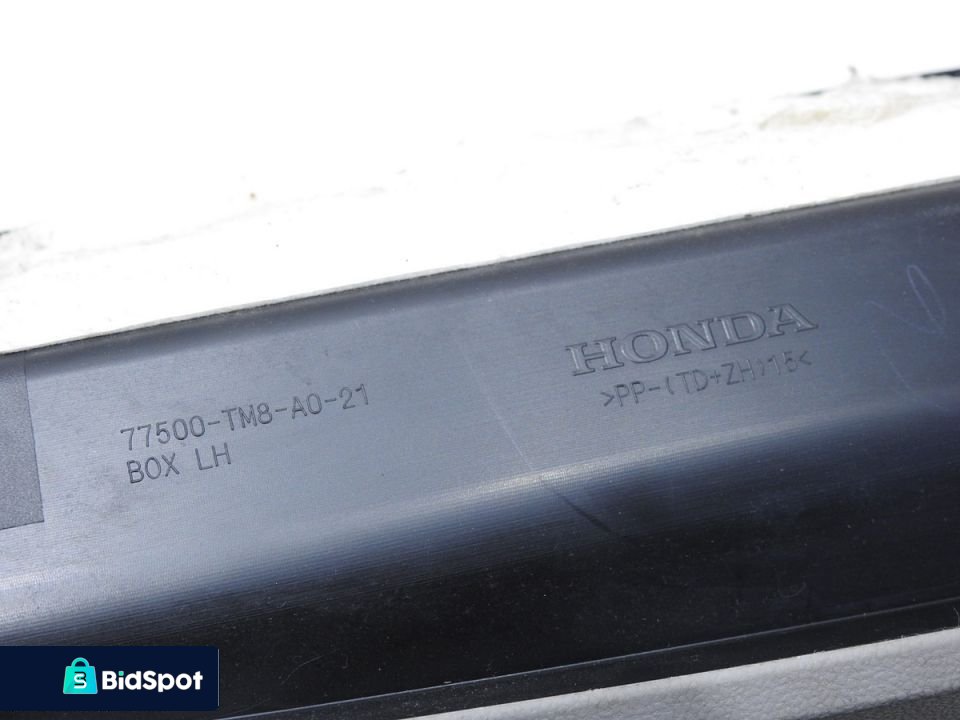 HONDA
>PP-(TD+ZH)15<
77500-TM8-A0-21
BOX LH
BidSpot